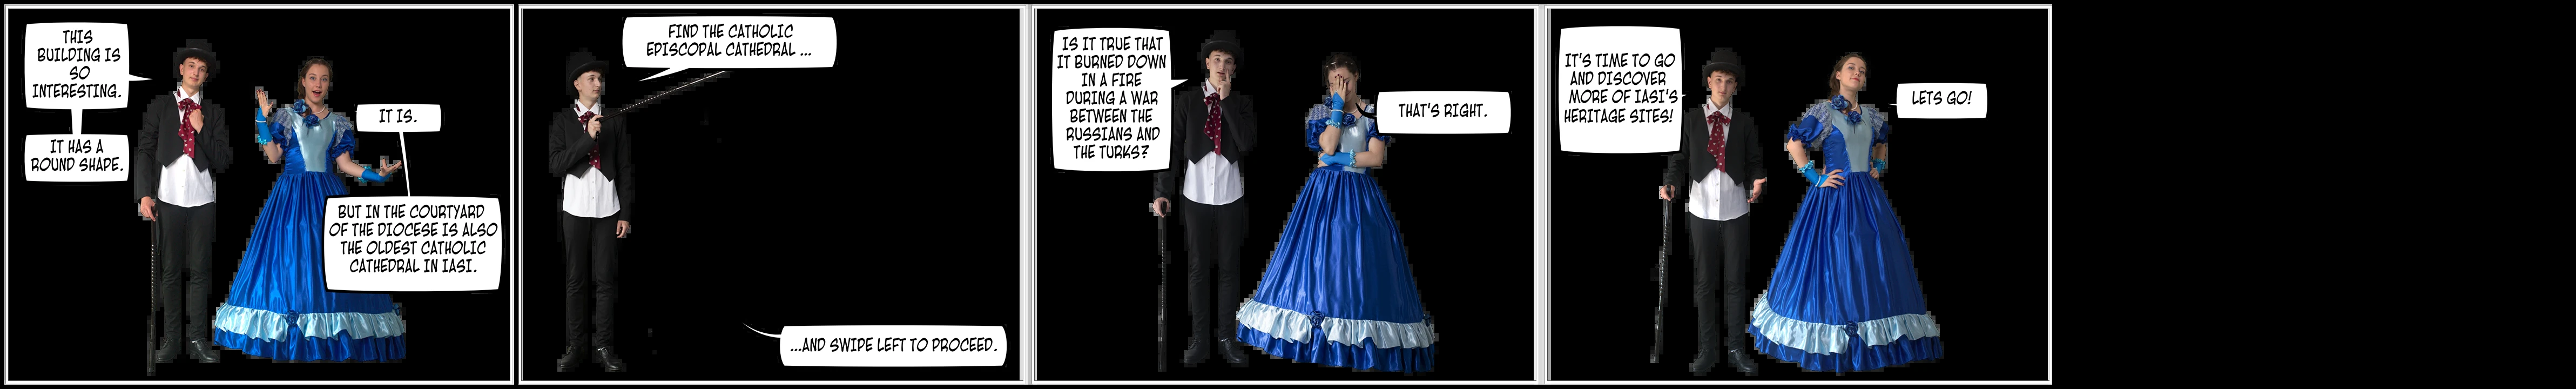 THIS
BUILDING IS
SO
INTERESTING.
IT HAS A
ROUND SHAPE.
IT IS.
BUT IN THE COURTYARD
OF THE DIOCESE IS ALSO
THE OLDEST CATHOLIC
CATHEDRAL IN IASI.
FIND THE CATHOLIC
EPISCOPAL CATHEDRAL ...
...AND SWIPE LEFT TO PROCEED.
IS IT TRUE THAT
IT BURNED DOWN
IN A FIRE
DURING A WAR
BETWEEN THE
RUSSIANS AND
THE TURKS?
THAT'S RIGHT.
IT'S TIME TO GO
AND DISCOVER
MORE OF IASI'S
HERITAGE SITES!
LETS GO!